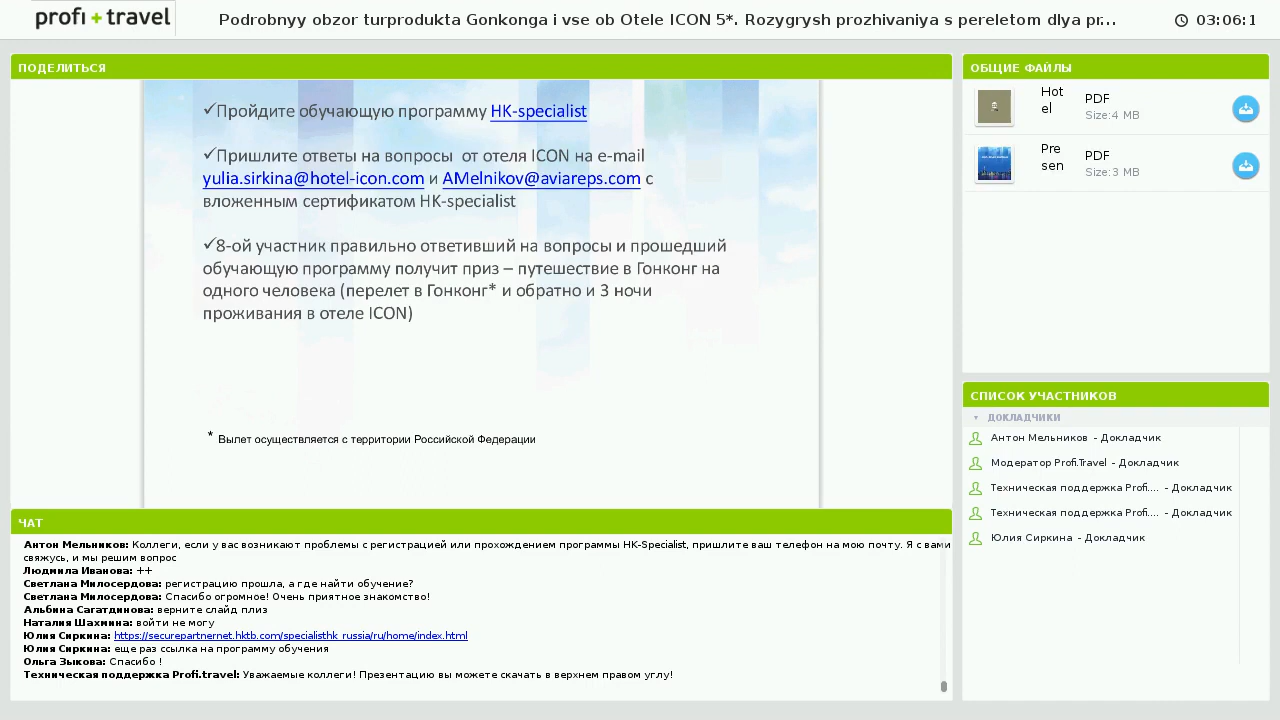 profi + travel
Podrobnyy obzor turprodukta Gonkonga i vse ob Otele ICON 5*. Rozygrysh prozhivaniya s pereletom dlya pr...
03:06:1
ПОДЕЛИТЬСЯ
✓Пройдите обучающую программу HK-specialist
✓Пришлите ответы на вопросы от отеля ICON на e-mail
yulia.sirkina@hotel-icon.com и AMelnikov@aviareps.com с
вложенным сертификатом HK-specialist
✓8-ой участник правильно ответивший на вопросы и прошедший
обучающую программу получит приз – путешествие в Гонконг на
одного человека (перелет в Гонконг* и обратно и 3 ночи
проживания в отеле ICON)
* Вылет осуществляется с территории Российской Федерации
ЧАТ
Антон Мельников: Коллеги, если у вас возникают проблемы с регистрацией или прохождением программы HK-Specialist, пришлите ваш телефон на мою почту. Я с вами
свяжусь, и мы решим вопрос
Людмила Иванова: ++
Светлана Милосердова: регистрацию прошла, а где найти обучение?
Светлана Милосердова: Спасибо огромное! Очень приятное знакомство!
Альбина Сагатдинова: верните слайд плиз
Наталия Шахмина: войти не могу
Юлия Сиркина: https://securepartnernet.hktb.com/specialisthk_russia/ru/home/index.html
Юлия Сиркина: еще раз ссылка на программу обучения
Ольга Зыкова: Спасибо !
Техническая поддержка Profi.travel: Уважаемые коллеги! Презентацию вы можете скачать в верхнем правом углу!
ОБЩИЕ ФАЙЛЫ
Hot
el
PDF
Size:4 MB
Pre
sen
PDF
Size:3 MB
СПИСОК УЧАСТНИКОВ
ДОКЛАДЧИКИ
Антон Мельников - Докладчик
Модератор Profi.Travel - Докладчик
Техническая поддержка Profi.... - Докладчик
Техническая поддержка Profi.... - Докладчик
Юлия Сиркина - Докладчик